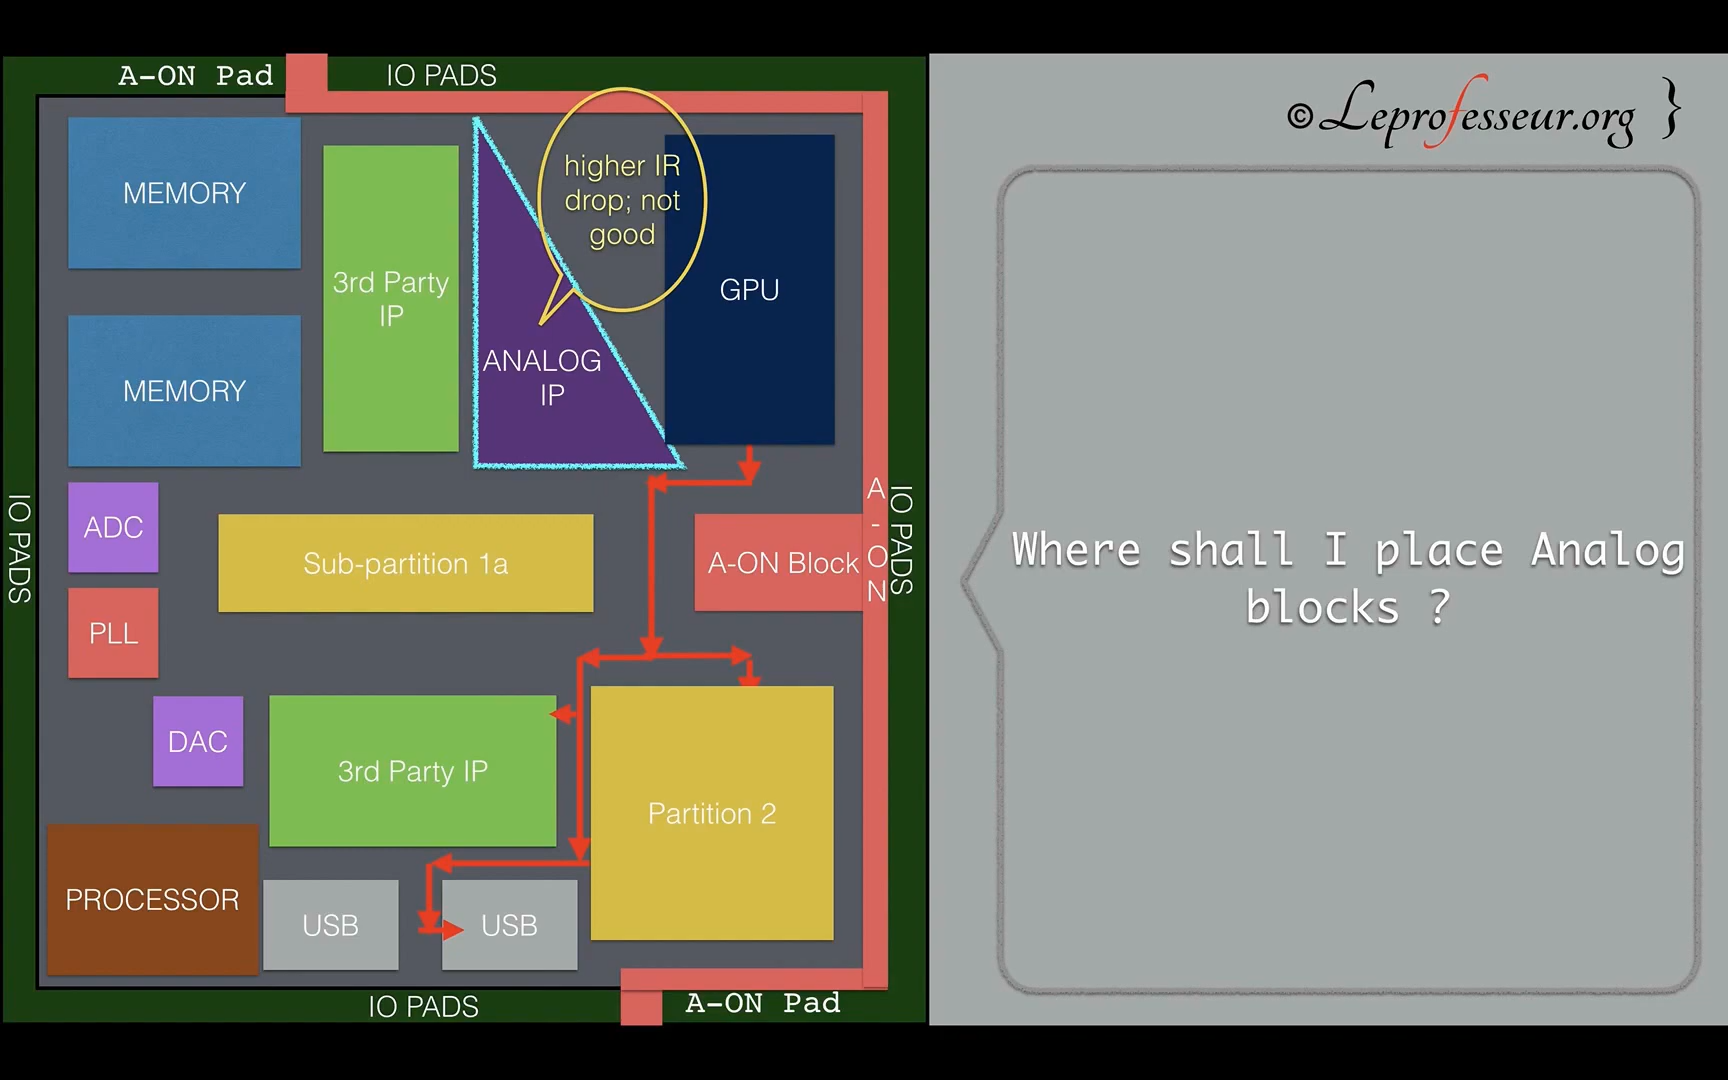 A-ON Pad
IO PADS
© Leprofesseur.org }
MEMORY
higher IR
drop; not
good
3rd Party
IP
GPU
ANALOG
IP
MEMORY
IO PADS
ADC
Sub-partition 1a
A-ON Block
A-ON
IO PADS
Where shall I place Analog
blocks ?
PLL
DAC
3rd Party IP
Partition 2
PROCESSOR
USB
USB
IO PADS
A-ON Pad